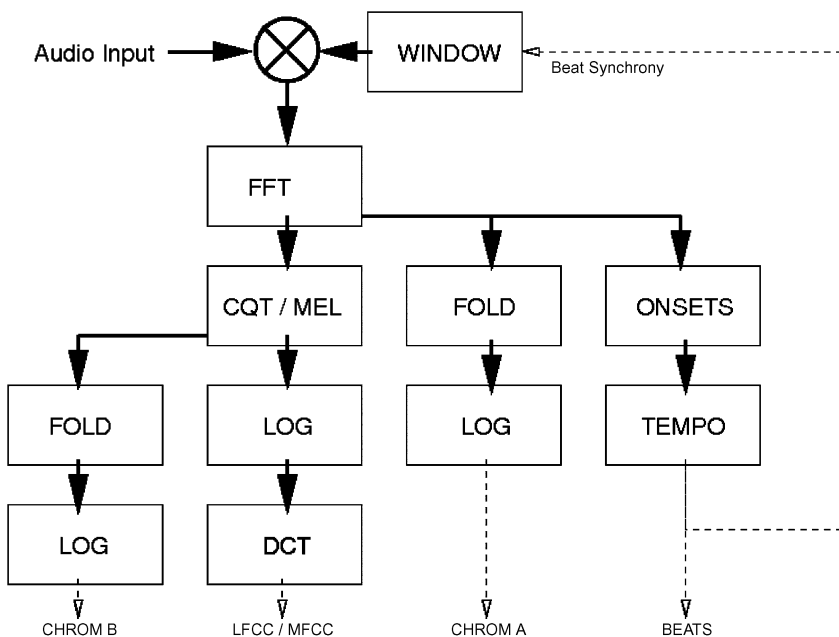 Audio Input
WINDOW
Beat Synchrony
FFT
CQT / MEL
FOLD
ONSETS
FOLD
LOG
LOG
TEMPO
LOG
DCT
CHROM B
LFCC / MFCC
CHROM A
BEATS